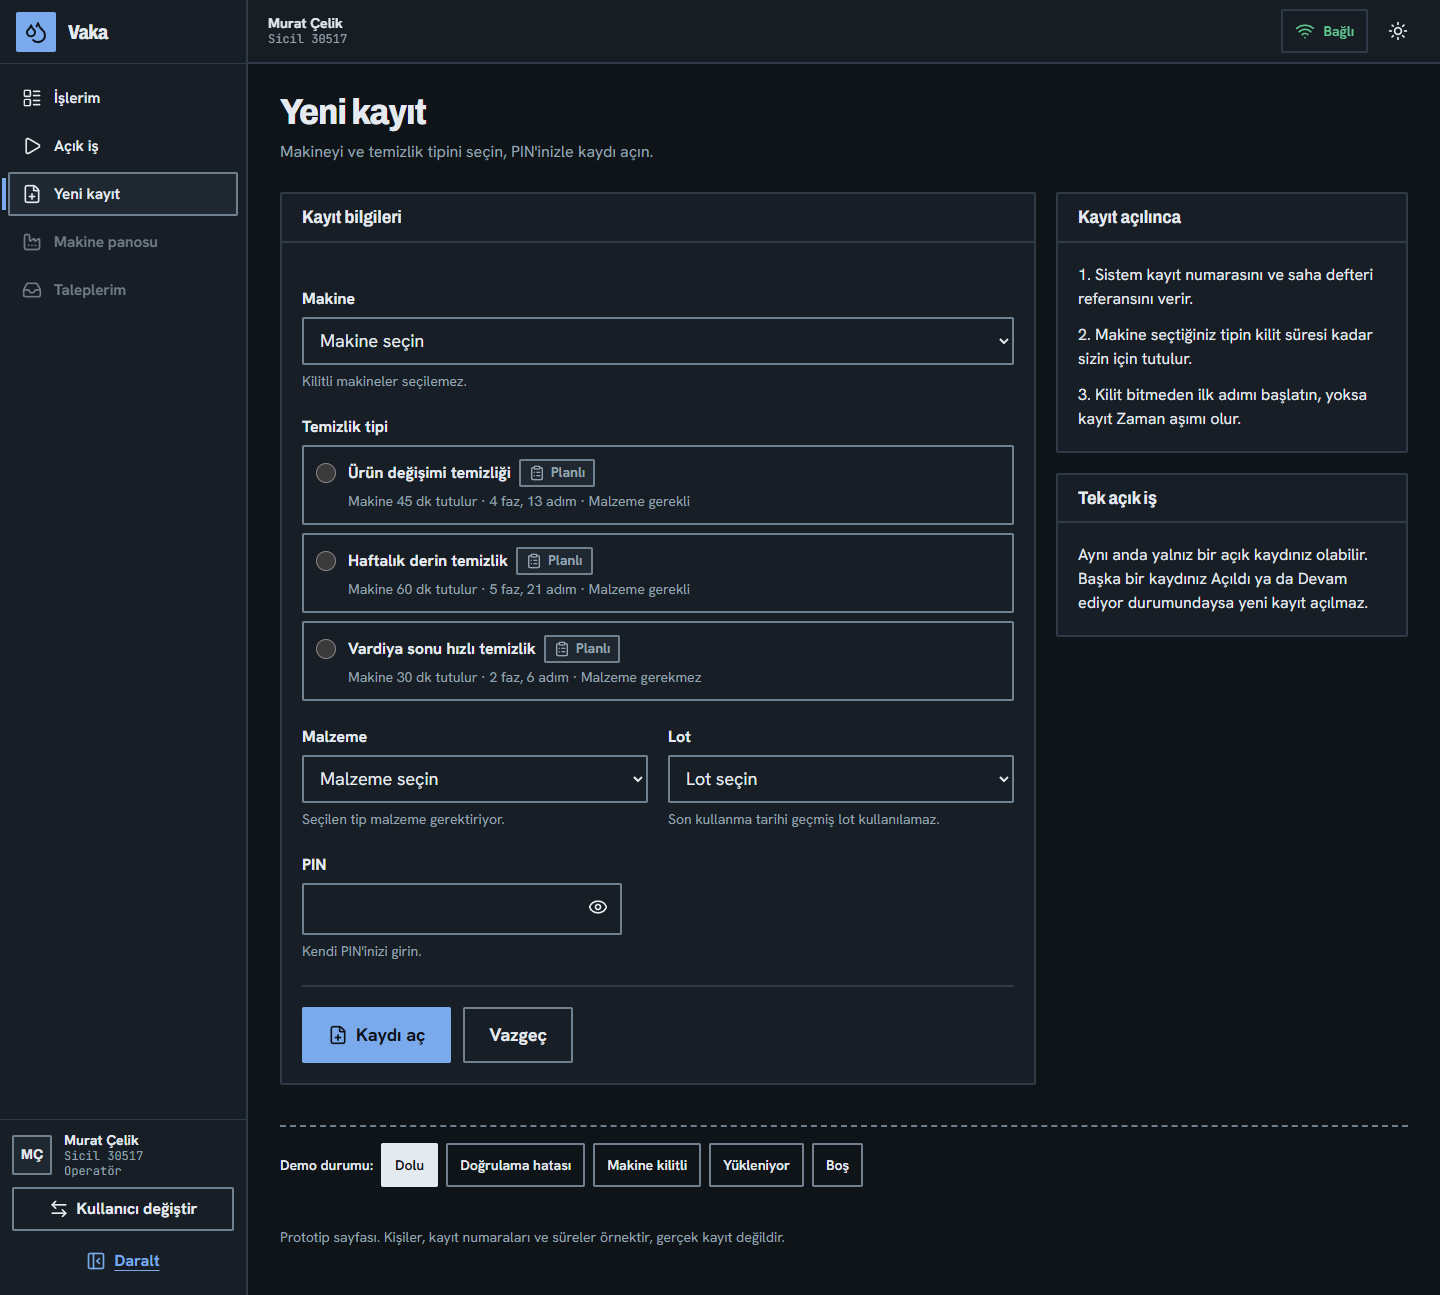 Vaka
İşlerim
Açık iş
Yeni kayıt
Makine panosu
Taleplerim
Murat Çelik
Sicil 30517
Bağlı
Yeni kayıt
Makineyi ve temizlik tipini seçin, PIN'inizle kaydı açın.
Kayıt bilgileri
Makine
Makine seçin
Kilitli makineler seçilemez.
Temizlik tipi
Ürün değişimi temizliği Planlı
Makine 45 dk tutulur · 4 faz, 13 adım · Malzeme gerekli
Haftalık derin temizlik Planlı
Makine 60 dk tutulur · 5 faz, 21 adım · Malzeme gerekli
Vardiya sonu hızlı temizlik Planlı
Makine 30 dk tutulur · 2 faz, 6 adım · Malzeme gerekmez
Malzeme
Malzeme seçin
Seçilen tip malzeme gerektiriyor.
Lot
Lot seçin
Son kullanma tarihi geçmiş lot kullanılamaz.
PIN
Kendi PIN'inizi girin.
Kaydı aç
Vazgeç
Kayıt açılınca
1. Sistem kayıt numarasını ve saha defteri
referansını verir.
2. Makine seçtiğiniz tipin kilit süresi kadar
sizin için tutulur.
3. Kilit bitmeden ilk adımı başlatın, yoksa
kayıt Zaman aşımı olur.
Tek açık iş
Aynı anda yalnız bir açık kaydınız olabilir.
Başka bir kaydınız Açıldı ya da Devam
ediyor durumundaysa yeni kayıt açılmaz.
Demo durumu: Dolu Doğrulama hatası Makine kilitli Yükleniyor Boş
Prototip sayfası. Kişiler, kayıt numaraları ve süreler örnektir, gerçek kayıt değildir.
MÇ
Murat Çelik
Sicil 30517
Operatör
Kullanıcı değiştir
Daralt